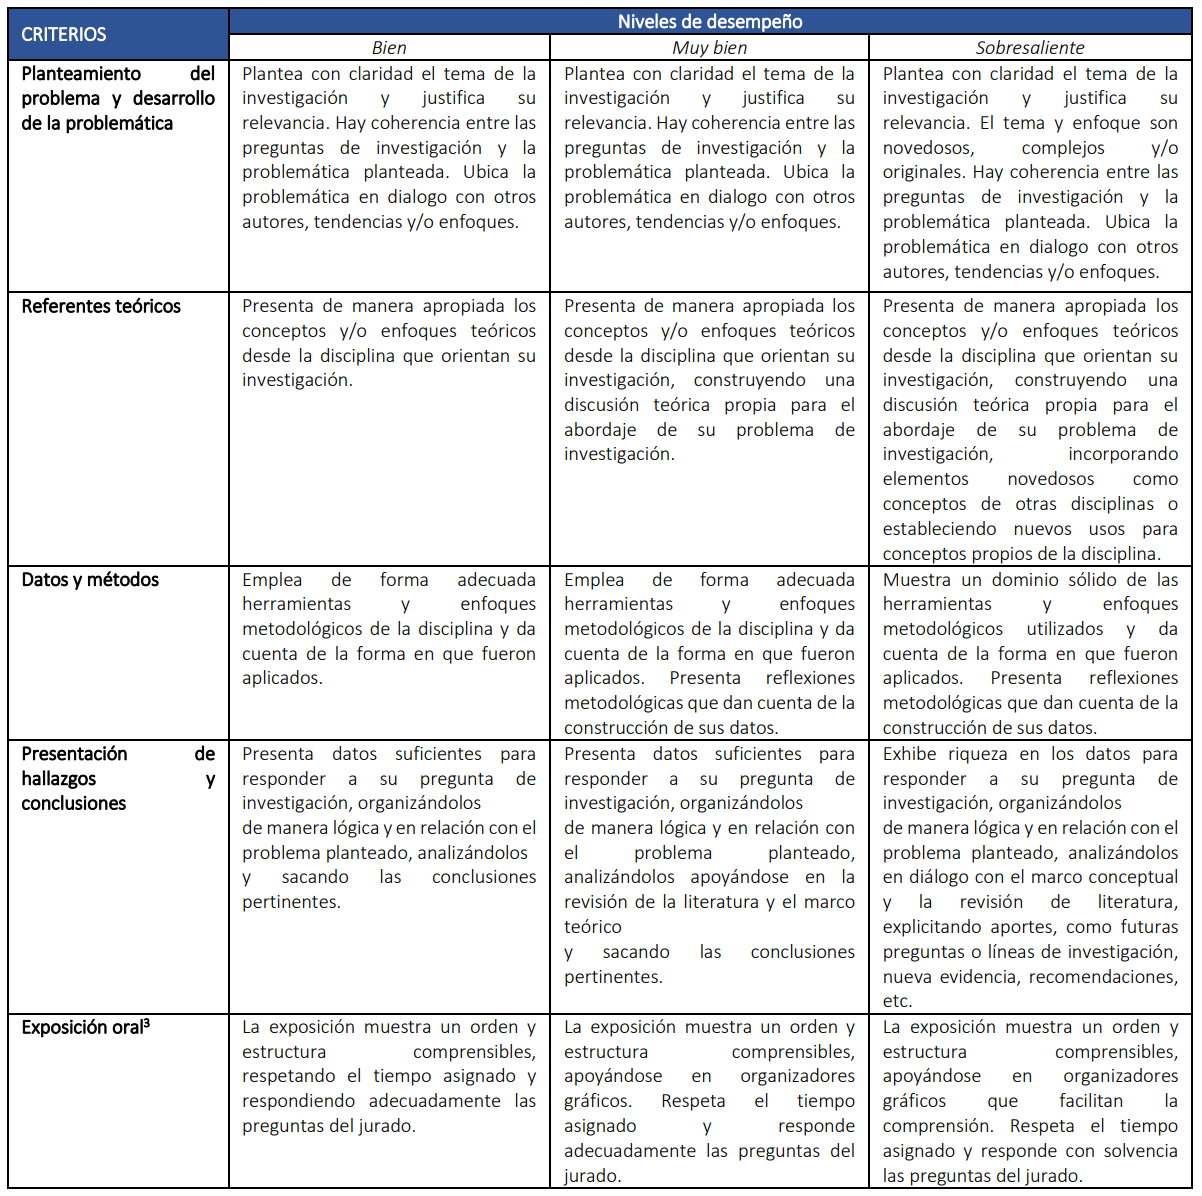 CRITERIOS
Niveles de desempeño
Bien
Muy bien
Sobresaliente
Planteamiento del
problema y desarrollo
de la problemática
Plantea con claridad el tema de la
investigación y justifica su
relevancia. Hay coherencia entre las
preguntas de investigación y la
problemática planteada. Ubica la
problemática en dialogo con otros
autores, tendencias y/o enfoques.
Plantea con claridad el tema de la
investigación y justifica su
relevancia. Hay coherencia entre las
preguntas de investigación y la
problemática planteada. Ubica la
problemática en dialogo con otros
autores, tendencias y/o enfoques.
Plantea con claridad el tema de la
investigación y justifica su
relevancia. El tema y enfoque son
novedosos, complejos y/o
originales. Hay coherencia entre las
preguntas de investigación y la
problemática planteada. Ubica la
problemática en dialogo con otros
autores, tendencias y/o enfoques.
Referentes teóricos
Presenta de manera apropiada los
conceptos y/o enfoques teóricos
desde la disciplina que orientan su
investigación.
Presenta de manera apropiada los
conceptos y/o enfoques teóricos
desde la disciplina que orientan su
investigación, construyendo una
discusión teórica propia para el
abordaje de su problema de
investigación.
Presenta de manera apropiada los
conceptos y/o enfoques teóricos
desde la disciplina que orientan su
investigación, construyendo una
discusión teórica propia para el
abordaje de su problema de
investigación, incorporando
elementos novedosos como
conceptos de otras disciplinas o
estableciendo nuevos usos para
conceptos propios de la disciplina.
Datos y métodos
Emplea de forma adecuada
herramientas y enfoques
metodológicos de la disciplina y da
cuenta de la forma en que fueron
aplicados.
Emplea de forma adecuada
herramientas y enfoques
metodológicos de la disciplina y da
cuenta de la forma en que fueron
aplicados. Presenta reflexiones
metodológicas que dan cuenta de la
construcción de sus datos.
Muestra un dominio sólido de las
herramientas y enfoques
metodológicos utilizados y da
cuenta de la forma en que fueron
aplicados. Presenta reflexiones
metodológicas que dan cuenta de la
construcción de sus datos.
Presentación de
hallazgos y
conclusiones
Presenta datos suficientes para
responder a su pregunta de
investigación, organizándolos
de manera lógica y en relación con el
problema planteado, analizándolos
y sacando las conclusiones
pertinentes.
Presenta datos suficientes para
responder a su pregunta de
investigación, organizándolos
de manera lógica y en relación con
el problema planteado,
analizándolos apoyándose en la
revisión de la literatura y el marco
teórico
y sacando las conclusiones
pertinentes.
Exhibe riqueza en los datos para
responder a su pregunta de
investigación, organizándolos
de manera lógica y en relación con el
problema planteado, analizándolos
en diálogo con el marco conceptual
y la revisión de literatura,
explicitando aportes, como futuras
preguntas o líneas de investigación,
nueva evidencia, recomendaciones,
etc.
Exposición oral³
La exposición muestra un orden y
estructura comprensibles,
respetando el tiempo asignado y
respondiendo adecuadamente las
preguntas del jurado.
La exposición muestra un orden y
estructura comprensibles,
apoyándose en organizadores
gráficos. Respeta el tiempo
asignado y responde
adecuadamente las preguntas del
jurado.
La exposición muestra un orden y
estructura comprensibles,
apoyándose en organizadores
gráficos que facilitan la
comprensión. Respeta el tiempo
asignado y responde con solvencia
las preguntas del jurado.